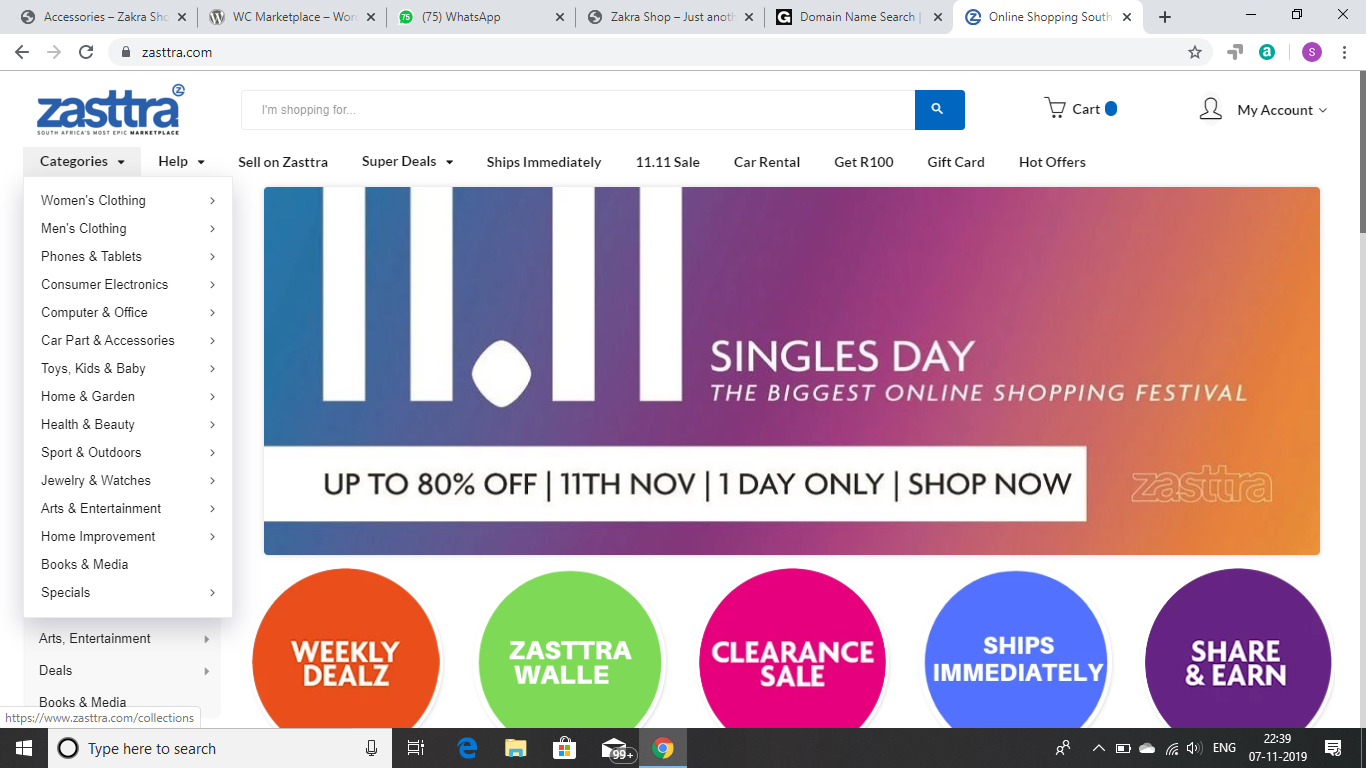 Accessories – Zakra Sho
WC Marketplace – Wor
75
(75) WhatsApp
Zakra Shop – Just anoth
G
Domain Name Search |
Online Shopping South
zasttra.com
a
S
zasttra
SOUTH AFRICA'S MOST EPIC MARKETPLACE
I'm shopping for...
Cart
My Account
Categories
Help
Sell on Zasttra
Super Deals
Ships Immediately
11.11 Sale
Car Rental
Get R100
Gift Card
Hot Offers
Women's Clothing
Men's Clothing
Phones & Tablets
Consumer Electronics
Computer & Office
Car Part & Accessories
Toys, Kids & Baby
Home & Garden
Health & Beauty
Sport & Outdoors
Jewelry & Watches
Arts & Entertainment
Home Improvement
Books & Media
Specials
Arts, Entertainment
Deals
Books & Media
11.11
SINGLES DAY
THE BIGGEST ONLINE SHOPPING FESTIVAL
UP TO 80% OFF | 11TH NOV | 1 DAY ONLY | SHOP NOW
zasttra
WEEKLY
DEALZ
ZASTTRA
WALLE
CLEARANCE
SALE
SHIPS
IMMEDIATELY
SHARE
& EARN
https://www.zasttra.com/collections
Type here to search
99+
ENG
22:39
07-11-2019